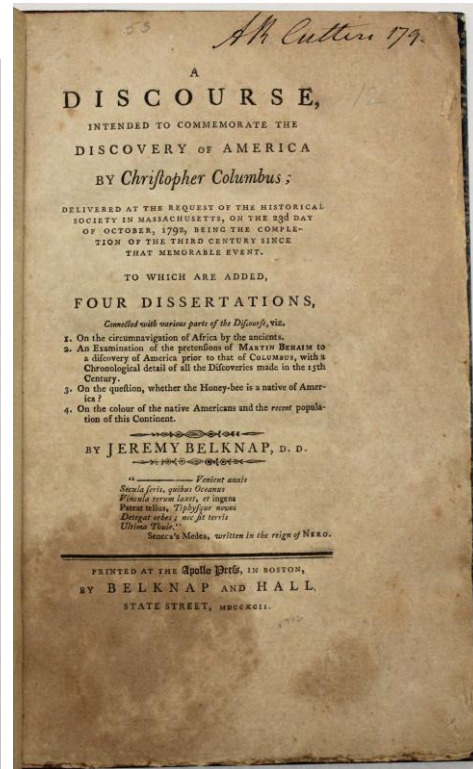 53
A
DISCOURSE,
INTENDED TO COMMEMORATE THE
DISCOVERY OF AMERICA
BY Chriſtopher Columbus;
DELIVERED AT THE REQUEST OF THE HISTORICAL
SOCIETY IN MASSACHUSETTS, ON THE 23d DAY
OF OCTOBER, 1792, BEING THE COMPLE-
TION OF THE THIRD CENTURY SINCE
THAT MEMORABLE EVENT.
TO WHICH ARE ADDED,
FOUR DISSERTATIONS,
Connected with various parts of the Diſcourſe, viz.
1. On the circumnavigation of Africa by the ancients.
2. An Examination of the pretenſions of MARTIN BEHAIM to
a diſcovery of America prior to that of COLUMBUS, with a
Chronological detail of all the Diſcoveries made in the 15th
Century.
3. On the queſtion, whether the Honey-bee is a native of Amer-
ica?
4. On the colour of the native Americans and the recent popula-
tion of this Continent.
BY JEREMY BELKNAP, D. D.
"———— Venient annis
Secula ſeris, quibus Oceanus
Vincula rerum laxet, et ingens
Pateat tellus, Tiphyſque novos
Detegat orbes; nec ſit terris
Ultima Thule."
Seneca's Medea, written in the reign of NERO.
PRINTED AT THE Apollo Preſs, IN BOSTON,
BY BELKNAP AND HALL,
STATE STREET, MDCCXCII.